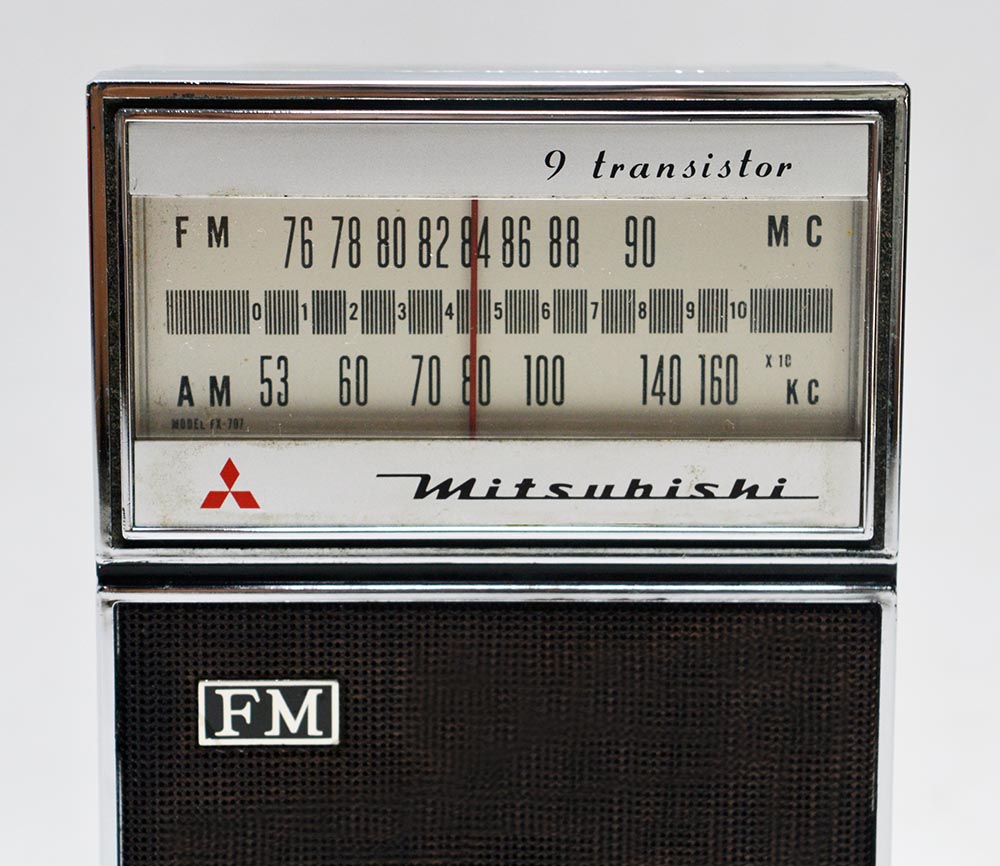 9 transistor
FM 76 78 80 82 84 86 88 90 MC
0 1 2 3 4 5 6 7 8 9 10
AM 53 60 70 80 100 140 160 X 10 KC
MODEL FX-707
Mitsubishi
FM